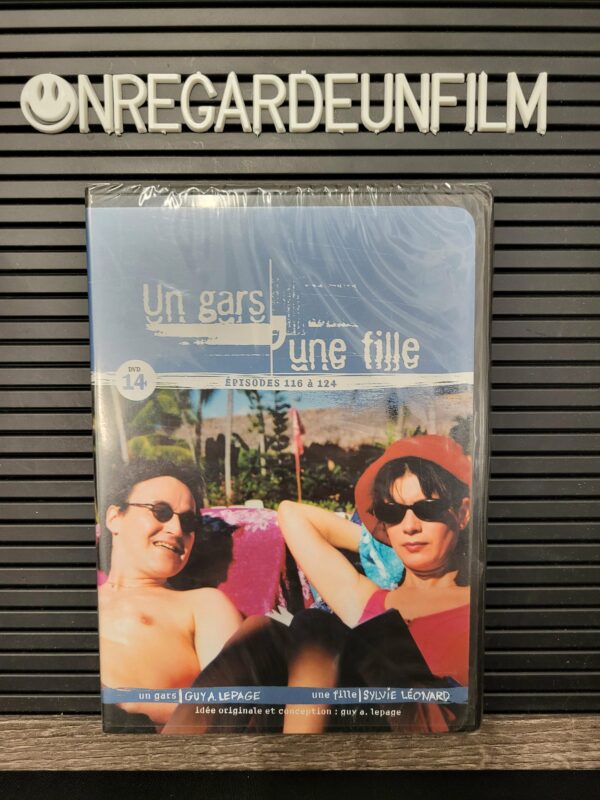 ONREGARDEUNFILM
Un gars,
une fille
DVD
14
ÉPISODES 116 à 124
un gars | GUY A. LEPAGE
une fille | SYLVIE LÉONARD
idée originale et conception : guy a. lepage